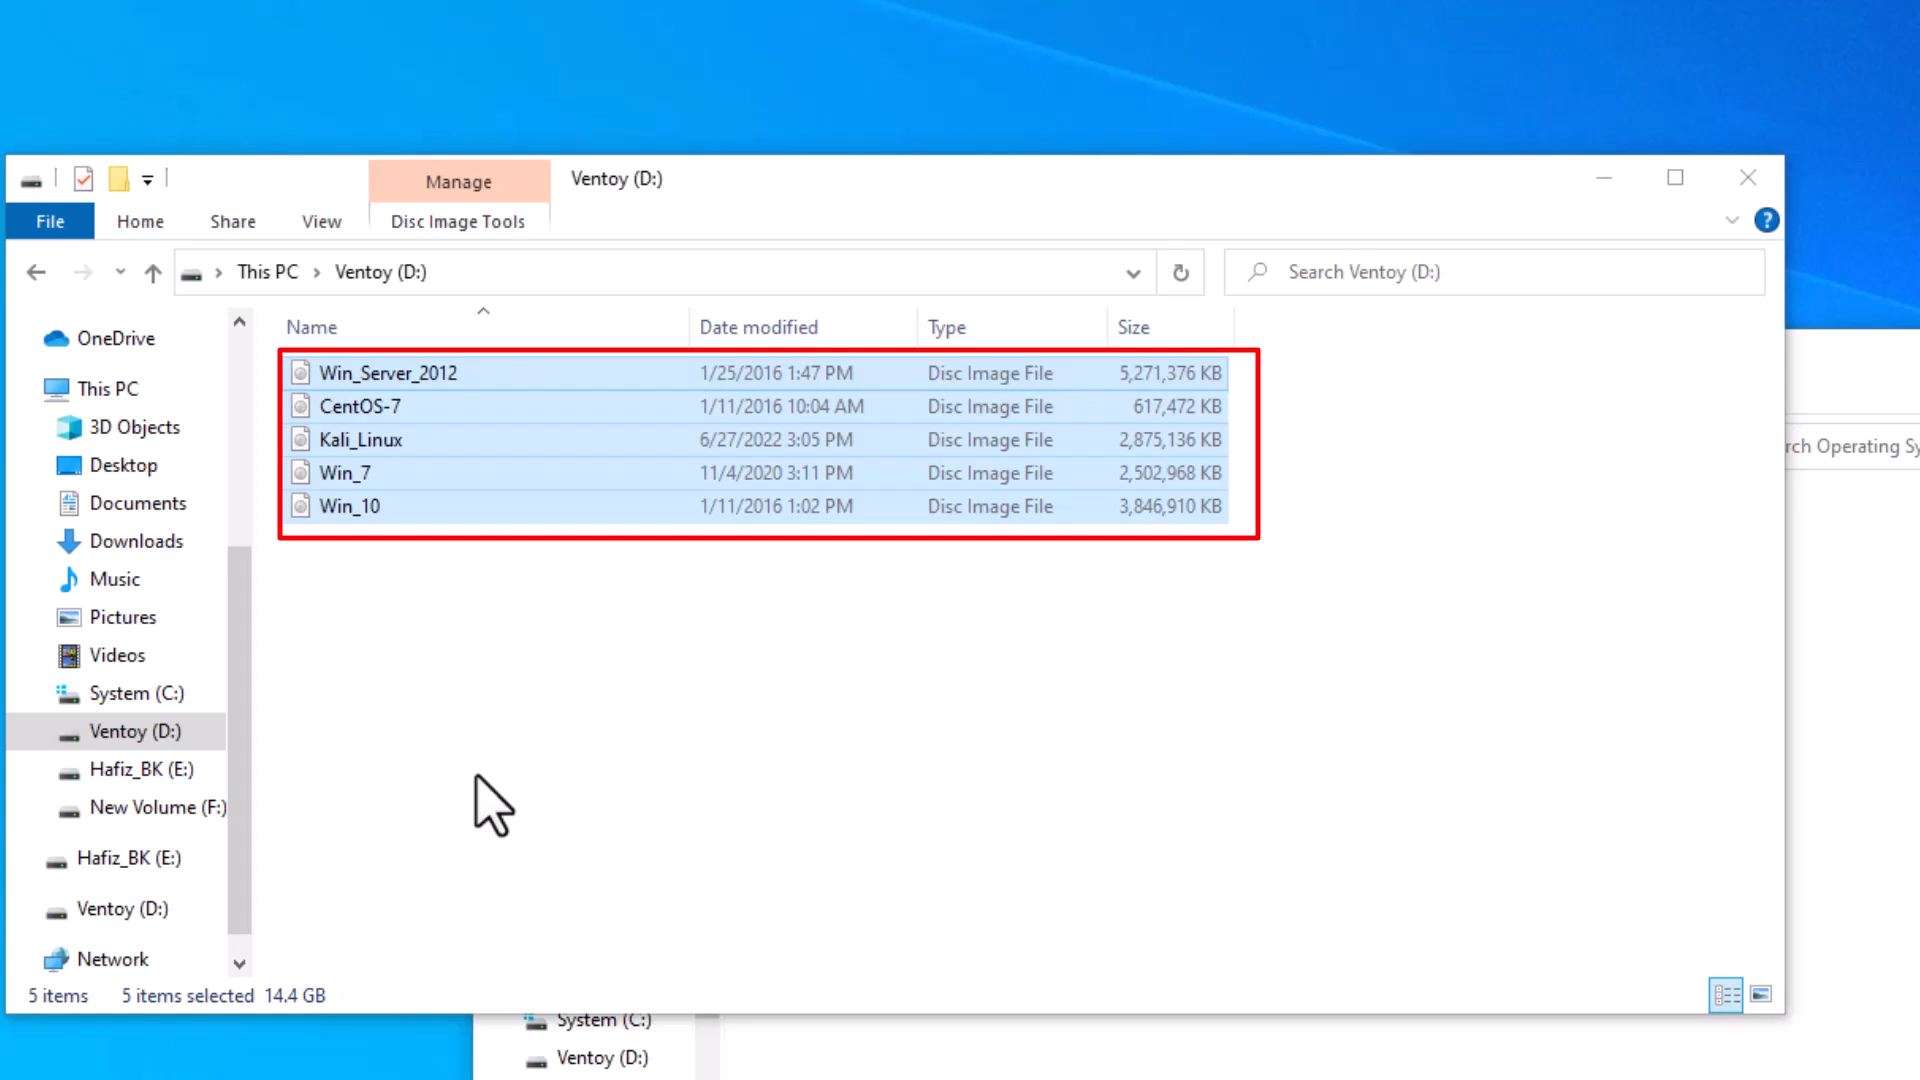 Manage
Ventoy (D:)
File
Home
Share
View
Disc Image Tools
?
This PC
Ventoy (D:)
Search Ventoy (D:)
Name
Date modified
Type
Size
Win_Server_2012 1/25/2016 1:47 PM Disc Image File 5,271,376 KB
CentOS-7 1/11/2016 10:04 AM Disc Image File 617,472 KB
Kali_Linux 6/27/2022 3:05 PM Disc Image File 2,875,136 KB
Win_7 11/4/2020 3:11 PM Disc Image File 2,502,968 KB
Win_10 1/11/2016 1:02 PM Disc Image File 3,846,910 KB
OneDrive
This PC
3D Objects
Desktop
Documents
Downloads
Music
Pictures
Videos
System (C:)
Ventoy (D:)
Hafiz_BK (E:)
New Volume (F:)
Hafiz_BK (E:)
Ventoy (D:)
Network
5 items 5 items selected 14.4 GB
Operating
System (C:)
Ventoy (D:)